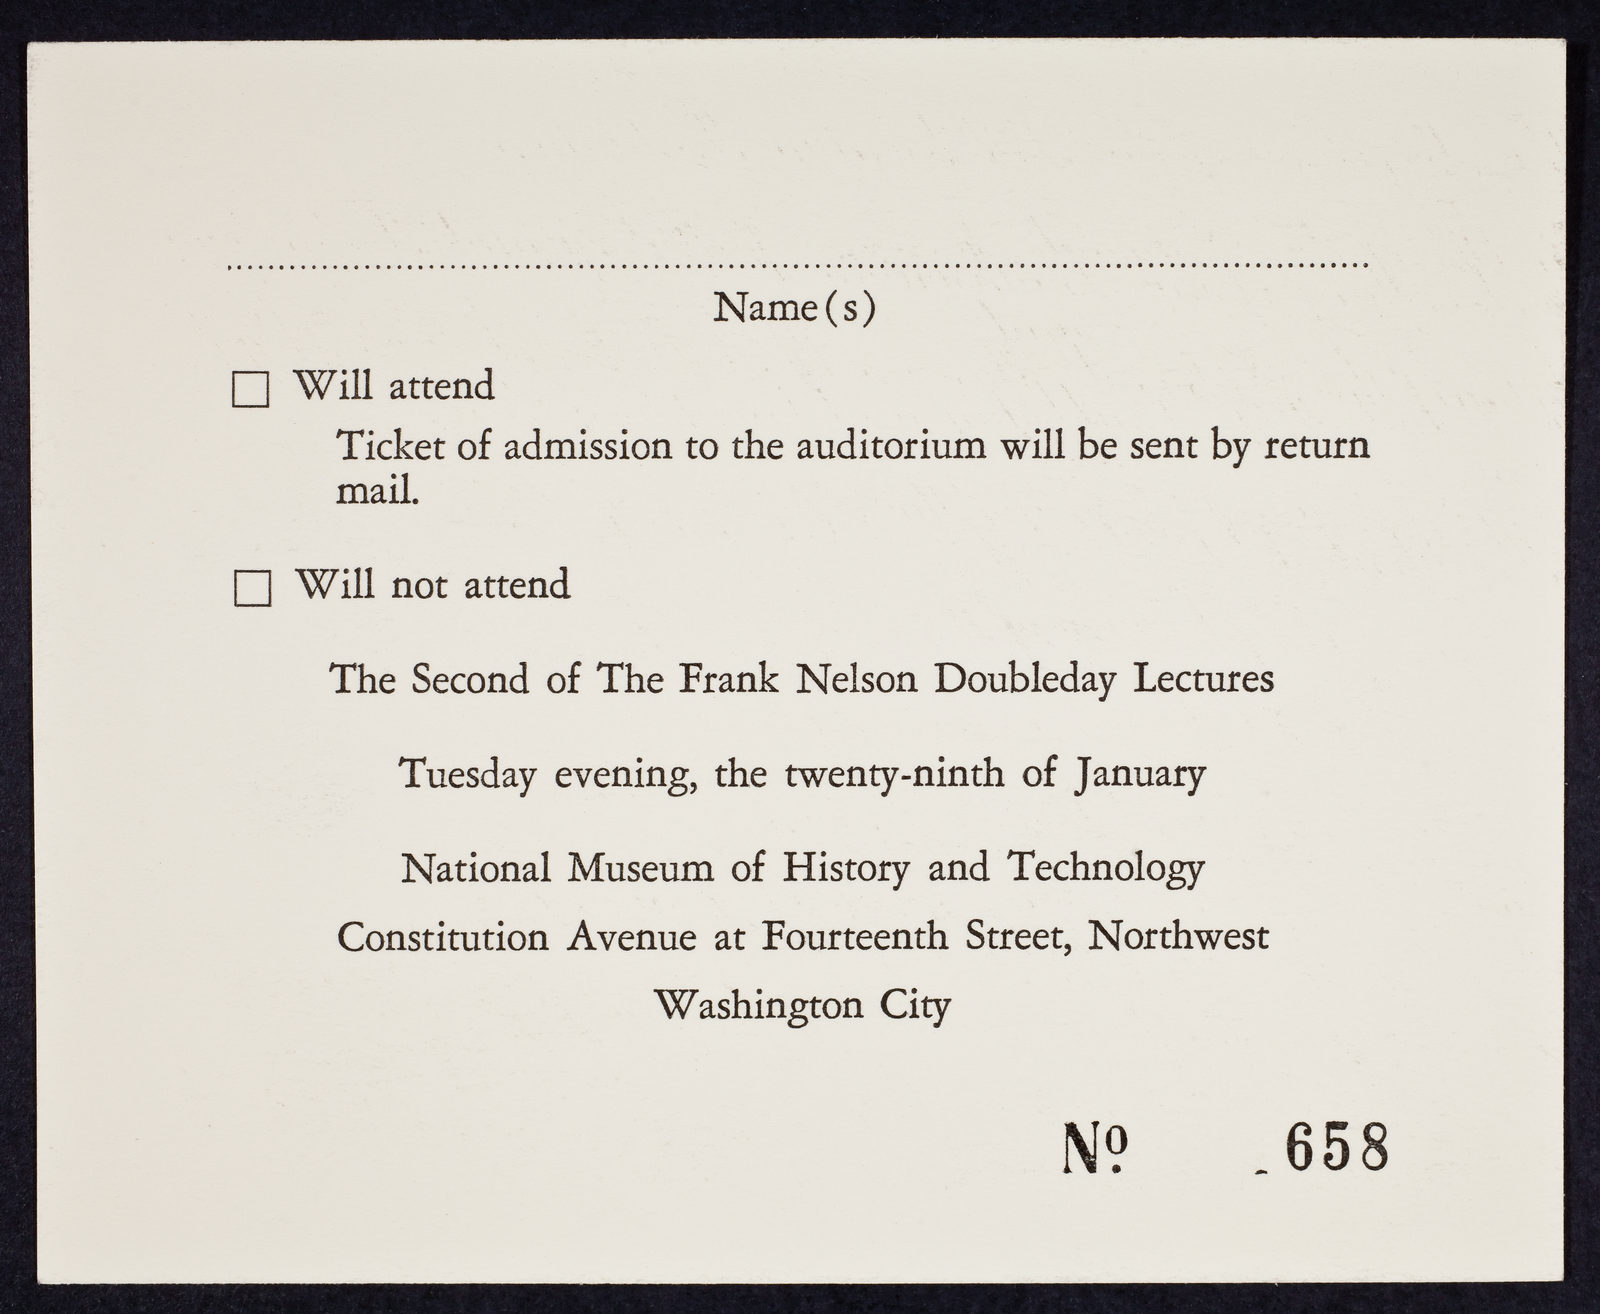 Name(s)
Will attend
Ticket of admission to the auditorium will be sent by return
mail.
Will not attend
The Second of The Frank Nelson Doubleday Lectures
Tuesday evening, the twenty-ninth of January
National Museum of History and Technology
Constitution Avenue at Fourteenth Street, Northwest
Washington City
Nº 658